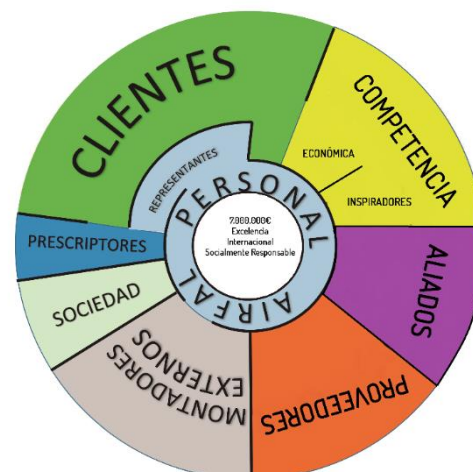 CLIENTES
COMPETENCIA
ECONÓMICA
INSPIRADORES
REPRESENTANTES
PERSONAL
7.000.000€
Excelencia
Internacional
Socialmente Responsable
AIRFAL
PRESCRIPTORES
SOCIEDAD
MONTADORES
EXTERNOS
PROVEEDORES
ALIADOS